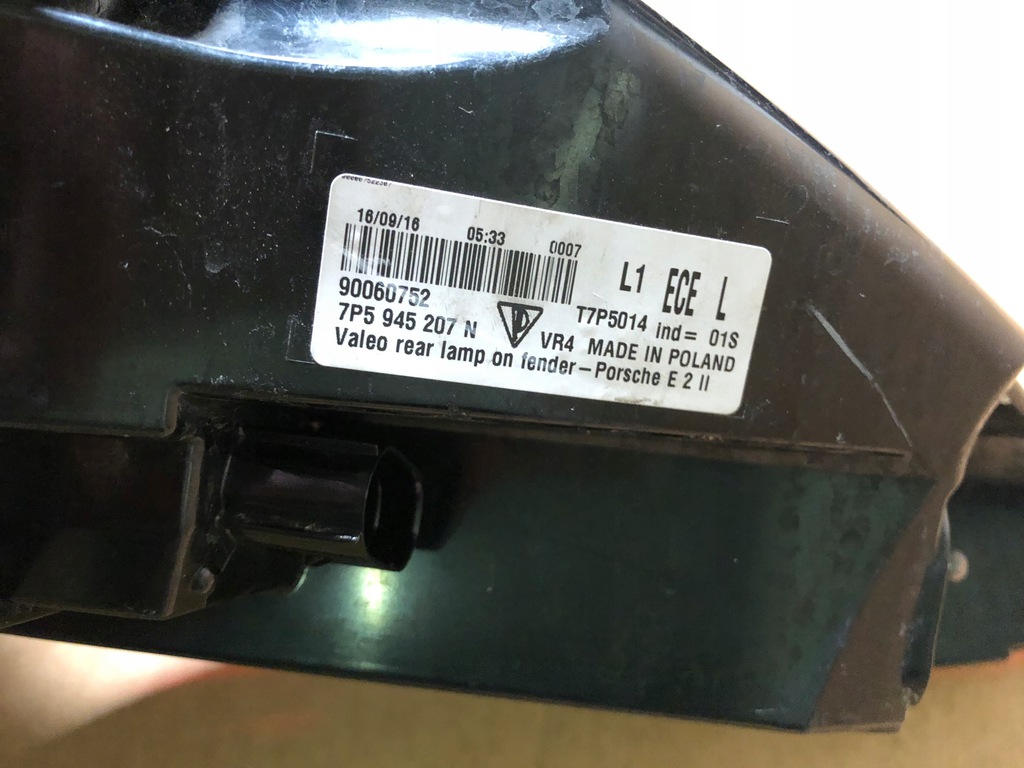 16/09/16 05:33 0007
L1 ECE L
90060752
T7P5014 ind= 01S
7P5 945 207 N
VR4 MADE IN POLAND
Valeo rear lamp on fender-Porsche E 2 II